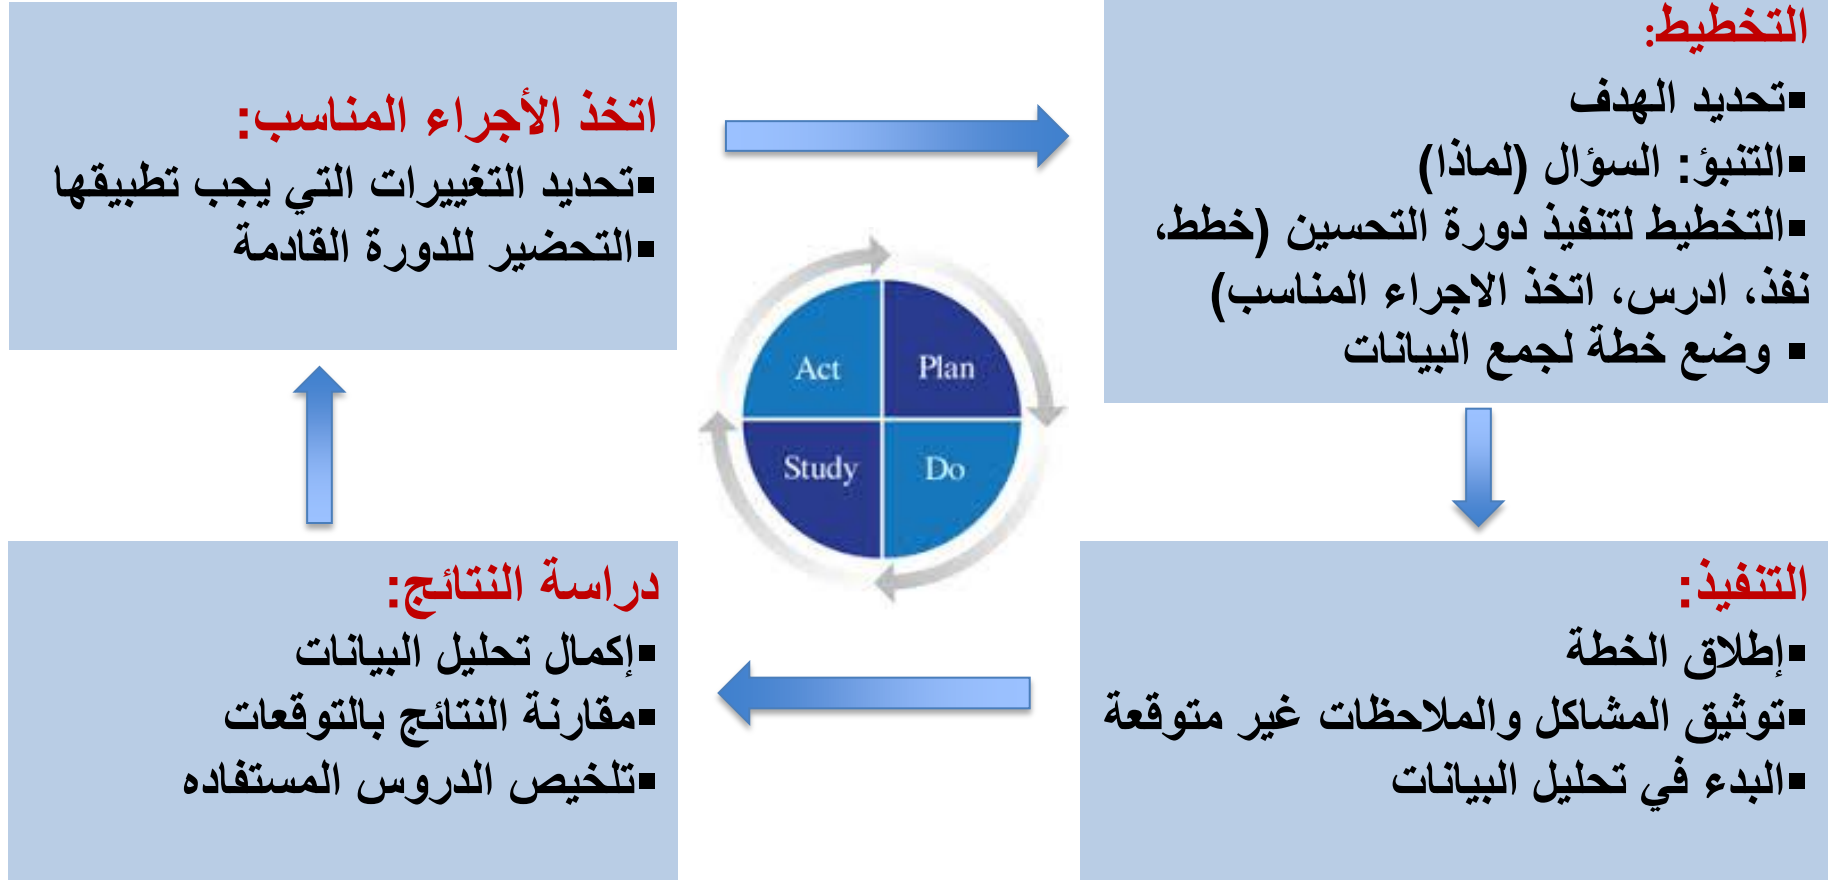 التخطيط:
▪تحديد الهدف
▪التنبؤ: السؤال (لماذا)
▪التخطيط لتنفيذ دورة التحسين (خطط،
نفذ، ادرس، اتخذ الاجراء المناسب)
▪ وضع خطة لجمع البيانات
التنفيذ:
▪إطلاق الخطة
▪توثيق المشاكل والملاحظات غير متوقعة
▪البدء في تحليل البيانات
دراسة النتائج:
▪إكمال تحليل البيانات
▪مقارنة النتائج بالتوقعات
▪تلخيص الدروس المستفاده
اتخذ الأجراء المناسب:
▪تحديد التغييرات التي يجب تطبيقها
▪التحضير للدورة القادمة
Act
Plan
Study
Do